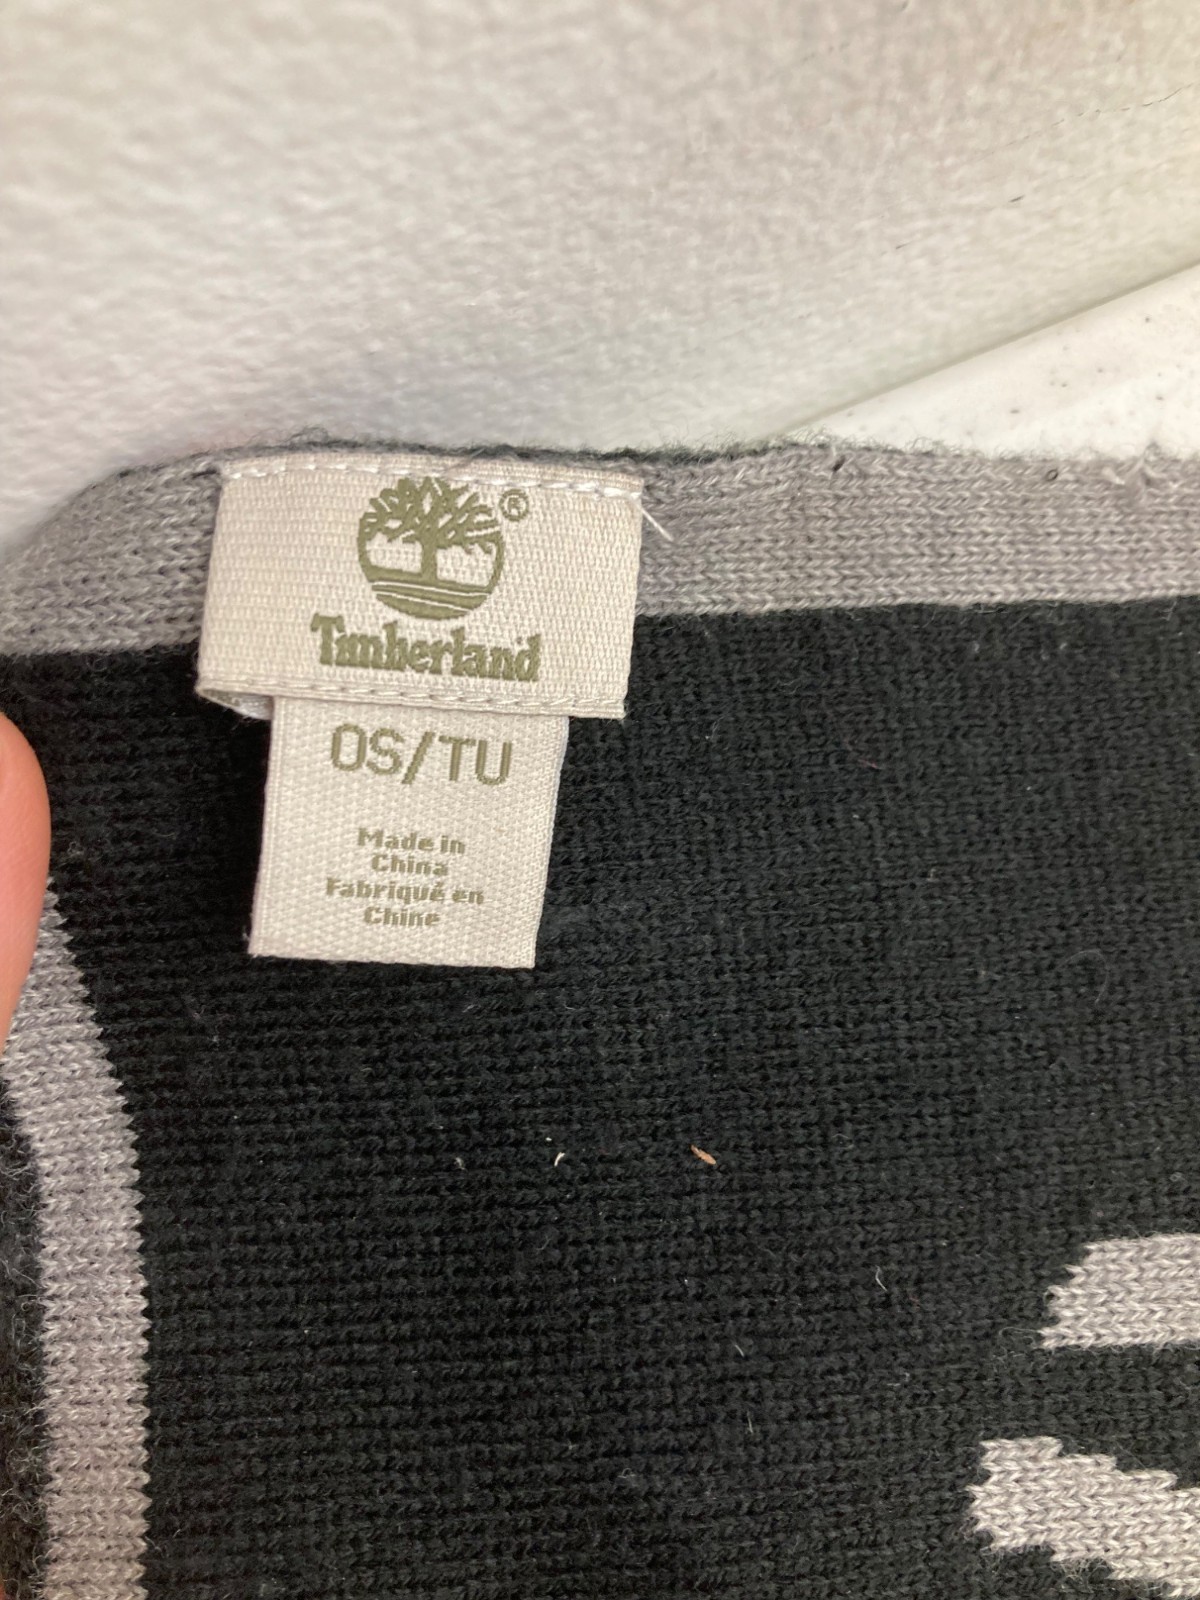 ®
Timberland
OS/TU
Made in
China
Fabriqué en
Chine